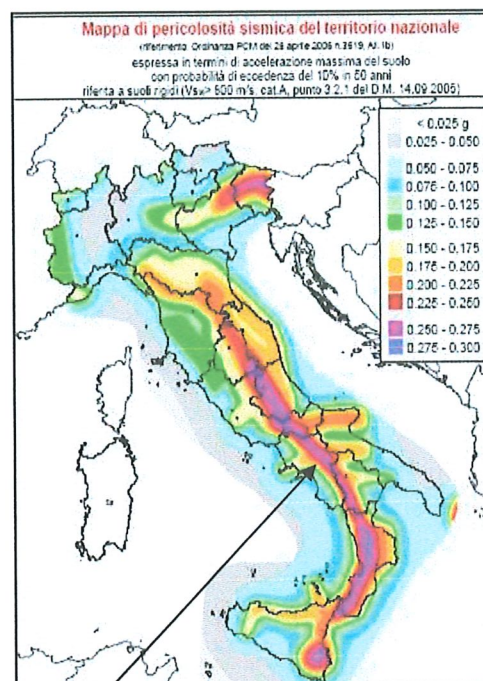 Mappa di pericolosità sismica del territorio nazionale
(riferimento: Ordinanza PCM del 28 aprile 2006 n.3519, All.1b)
espressa in termini di accelerazione massima del suolo
con probabilità di eccedenza del 10% in 50 anni
riferita a suoli rigidi (Vs₃₀> 800 m/s, cat.A, punto 3.2.1 del D.M. 14.09.2005)
< 0.025 g
0.025 - 0.050
0.050 - 0.075
0.075 - 0.100
0.100 - 0.125
0.125 - 0.150
0.150 - 0.175
0.175 - 0.200
0.200 - 0.225
0.225 - 0.250
0.250 - 0.275
0.275 - 0.300